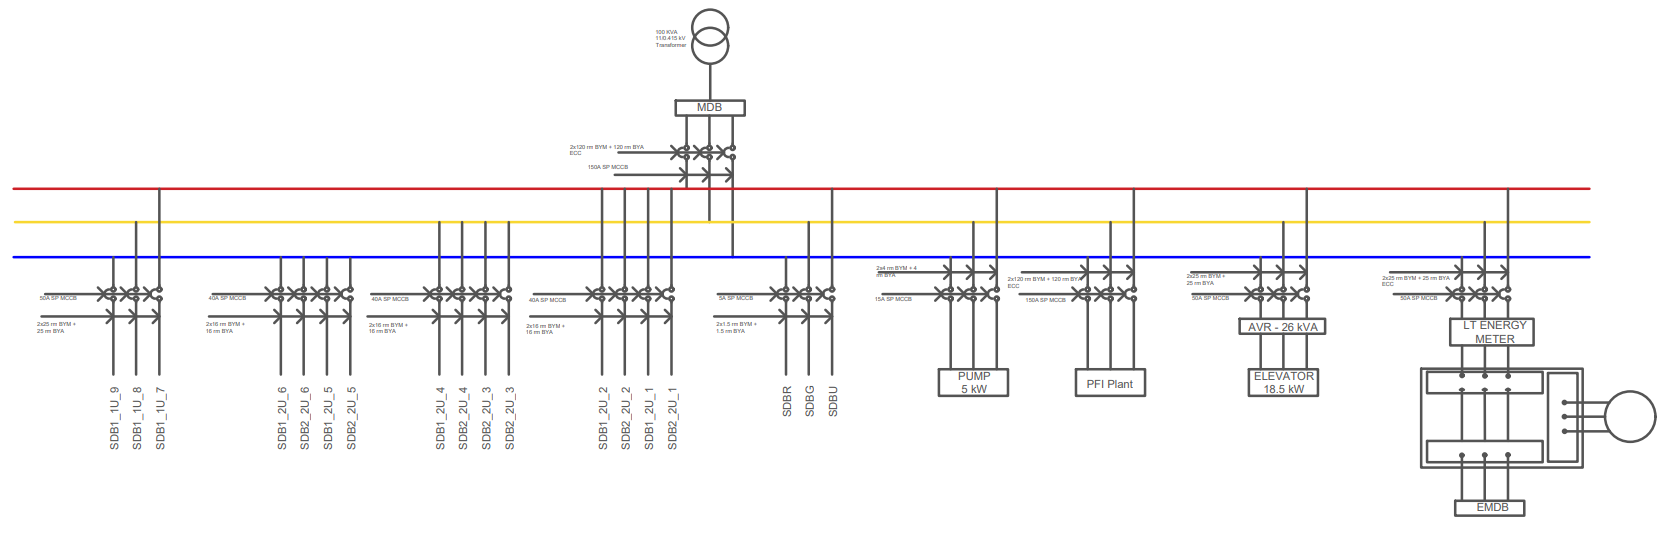 100 KVA
11/0.415 kV
Transformer
MDB
2x120 rm BYM + 120 rm BYA
ECC
150A SP MCCB
50A SP MCCB
2x25 rm BYM +
25 rm BYA
40A SP MCCB
2x16 rm BYM +
16 rm BYA
40A SP MCCB
2x16 rm BYM +
16 rm BYA
40A SP MCCB
2x16 rm BYM +
16 rm BYA
5A SP MCCB
2x1.5 rm BYM +
1.5 rm BYA
2x4 rm BYM + 4
rm BYA
15A SP MCCB
2x120 rm BYM + 120 rm BYA
ECC
150A SP MCCB
2x25 rm BYM +
25 rm BYA
50A SP MCCB
2x25 rm BYM + 25 rm BYA
ECC
50A SP MCCB
AVR - 26 kVA
LT ENERGY
METER
PUMP
5 kW
PFI Plant
ELEVATOR
18.5 kW
SDB1_1U_9
SDB1_1U_8
SDB1_1U_7
SDB1_2U_6
SDB2_2U_6
SDB1_2U_5
SDB2_2U_5
SDB1_2U_4
SDB2_2U_4
SDB2_2U_3
SDB2_2U_3
SDB1_2U_2
SDB2_2U_2
SDB1_2U_1
SDB2_2U_1
SDBR
SDBG
SDBU
EMDB